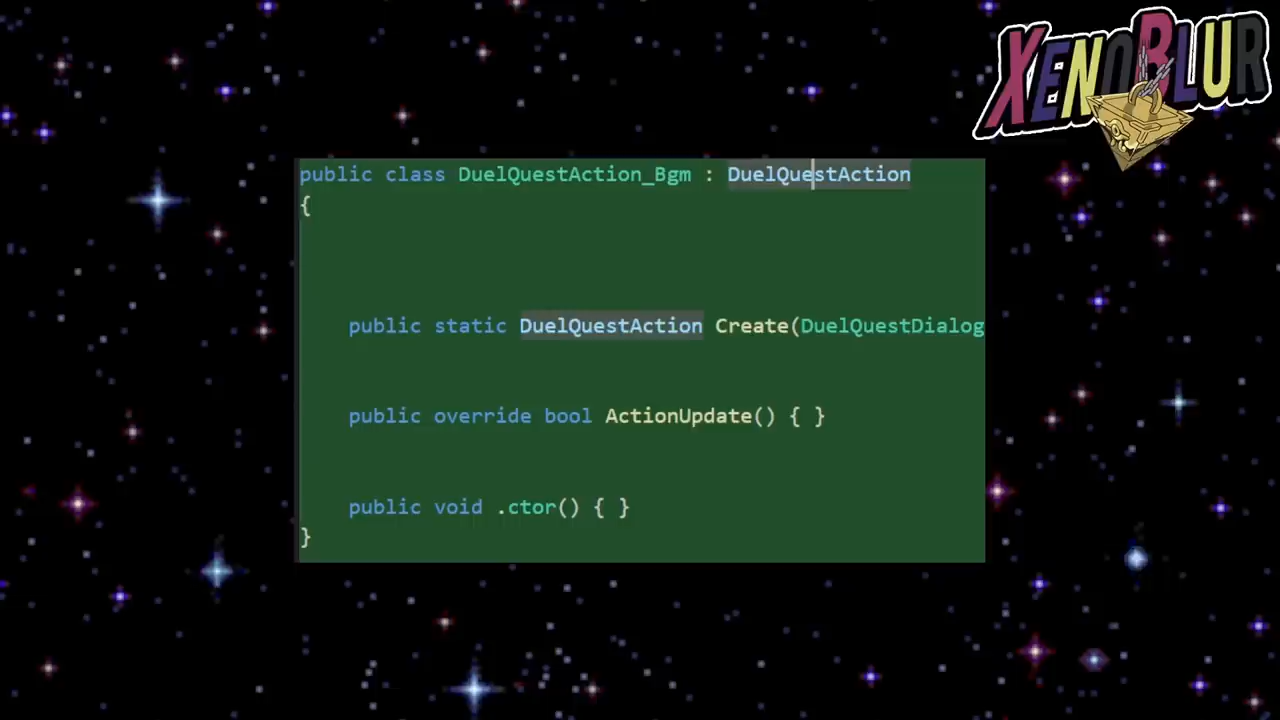 XENOBLUR
public class DuelQuestAction_Bgm : DuelQuestAction
{
public static DuelQuestAction Create(DuelQuestDialog
public override bool ActionUpdate() { }
public void .ctor() { }
}